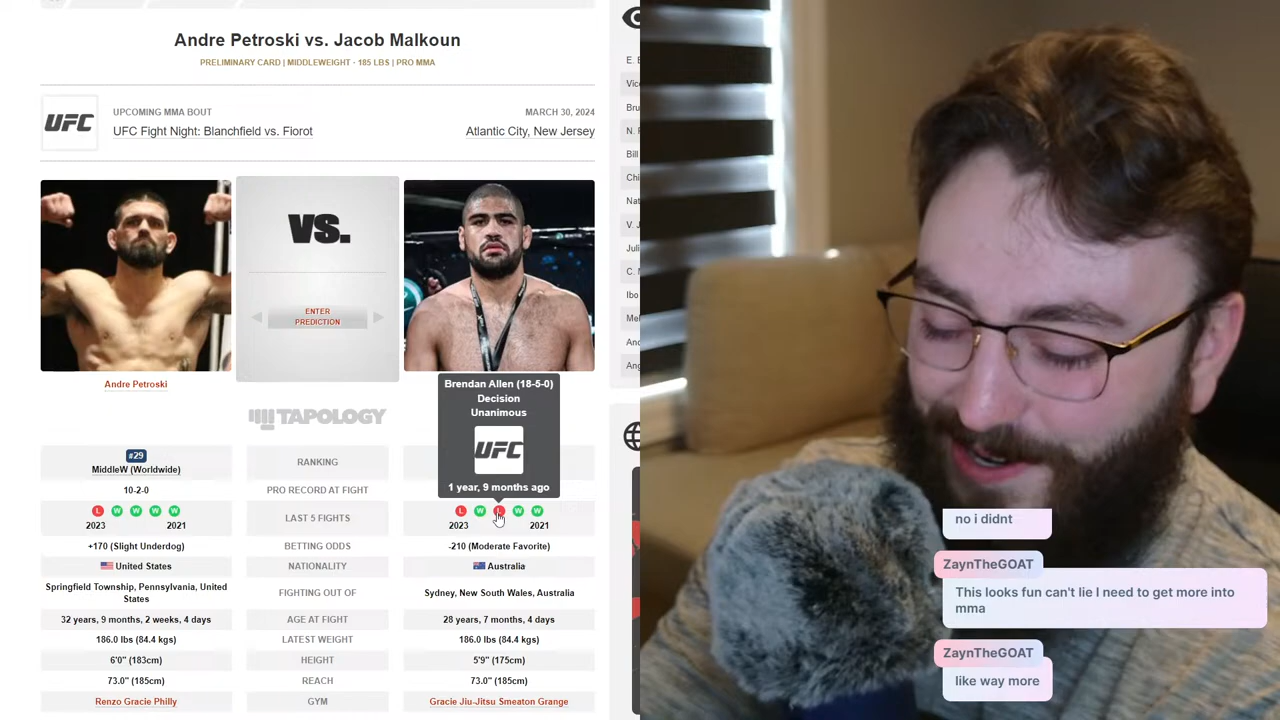 Andre Petroski vs. Jacob Malkoun
PRELIMINARY CARD | MIDDLEWEIGHT · 185 LBS | PRO MMA
UFC
UPCOMING MMA BOUT
MARCH 30, 2024
UFC Fight Night: Blanchfield vs. Fiorot
Atlantic City, New Jersey
VS.
ENTER
PREDICTION
Andre Petroski
Brendan Allen (18-5-0)
Decision
Unanimous
UFC
1 year, 9 months ago
TAPOLOGY
#29
MiddleW (Worldwide)
RANKING
10-2-0
PRO RECORD AT FIGHT
L W W W W
LAST 5 FIGHTS
L W L W W
2023 2021
2023 2021
+170 (Slight Underdog)
BETTING ODDS
-210 (Moderate Favorite)
United States
NATIONALITY
Australia
Springfield Township, Pennsylvania, United
States
FIGHTING OUT OF
Sydney, New South Wales, Australia
32 years, 9 months, 2 weeks, 4 days
AGE AT FIGHT
28 years, 7 months, 4 days
186.0 lbs (84.4 kgs)
LATEST WEIGHT
186.0 lbs (84.4 kgs)
6'0" (183cm)
HEIGHT
5'9" (175cm)
73.0" (185cm)
REACH
73.0" (185cm)
Renzo Gracie Philly
GYM
Gracie Jiu-Jitsu Smeaton Grange
Bill
no i didnt
ZaynTheGOAT
This looks fun can't lie I need to get more into
mma
ZaynTheGOAT
like way more